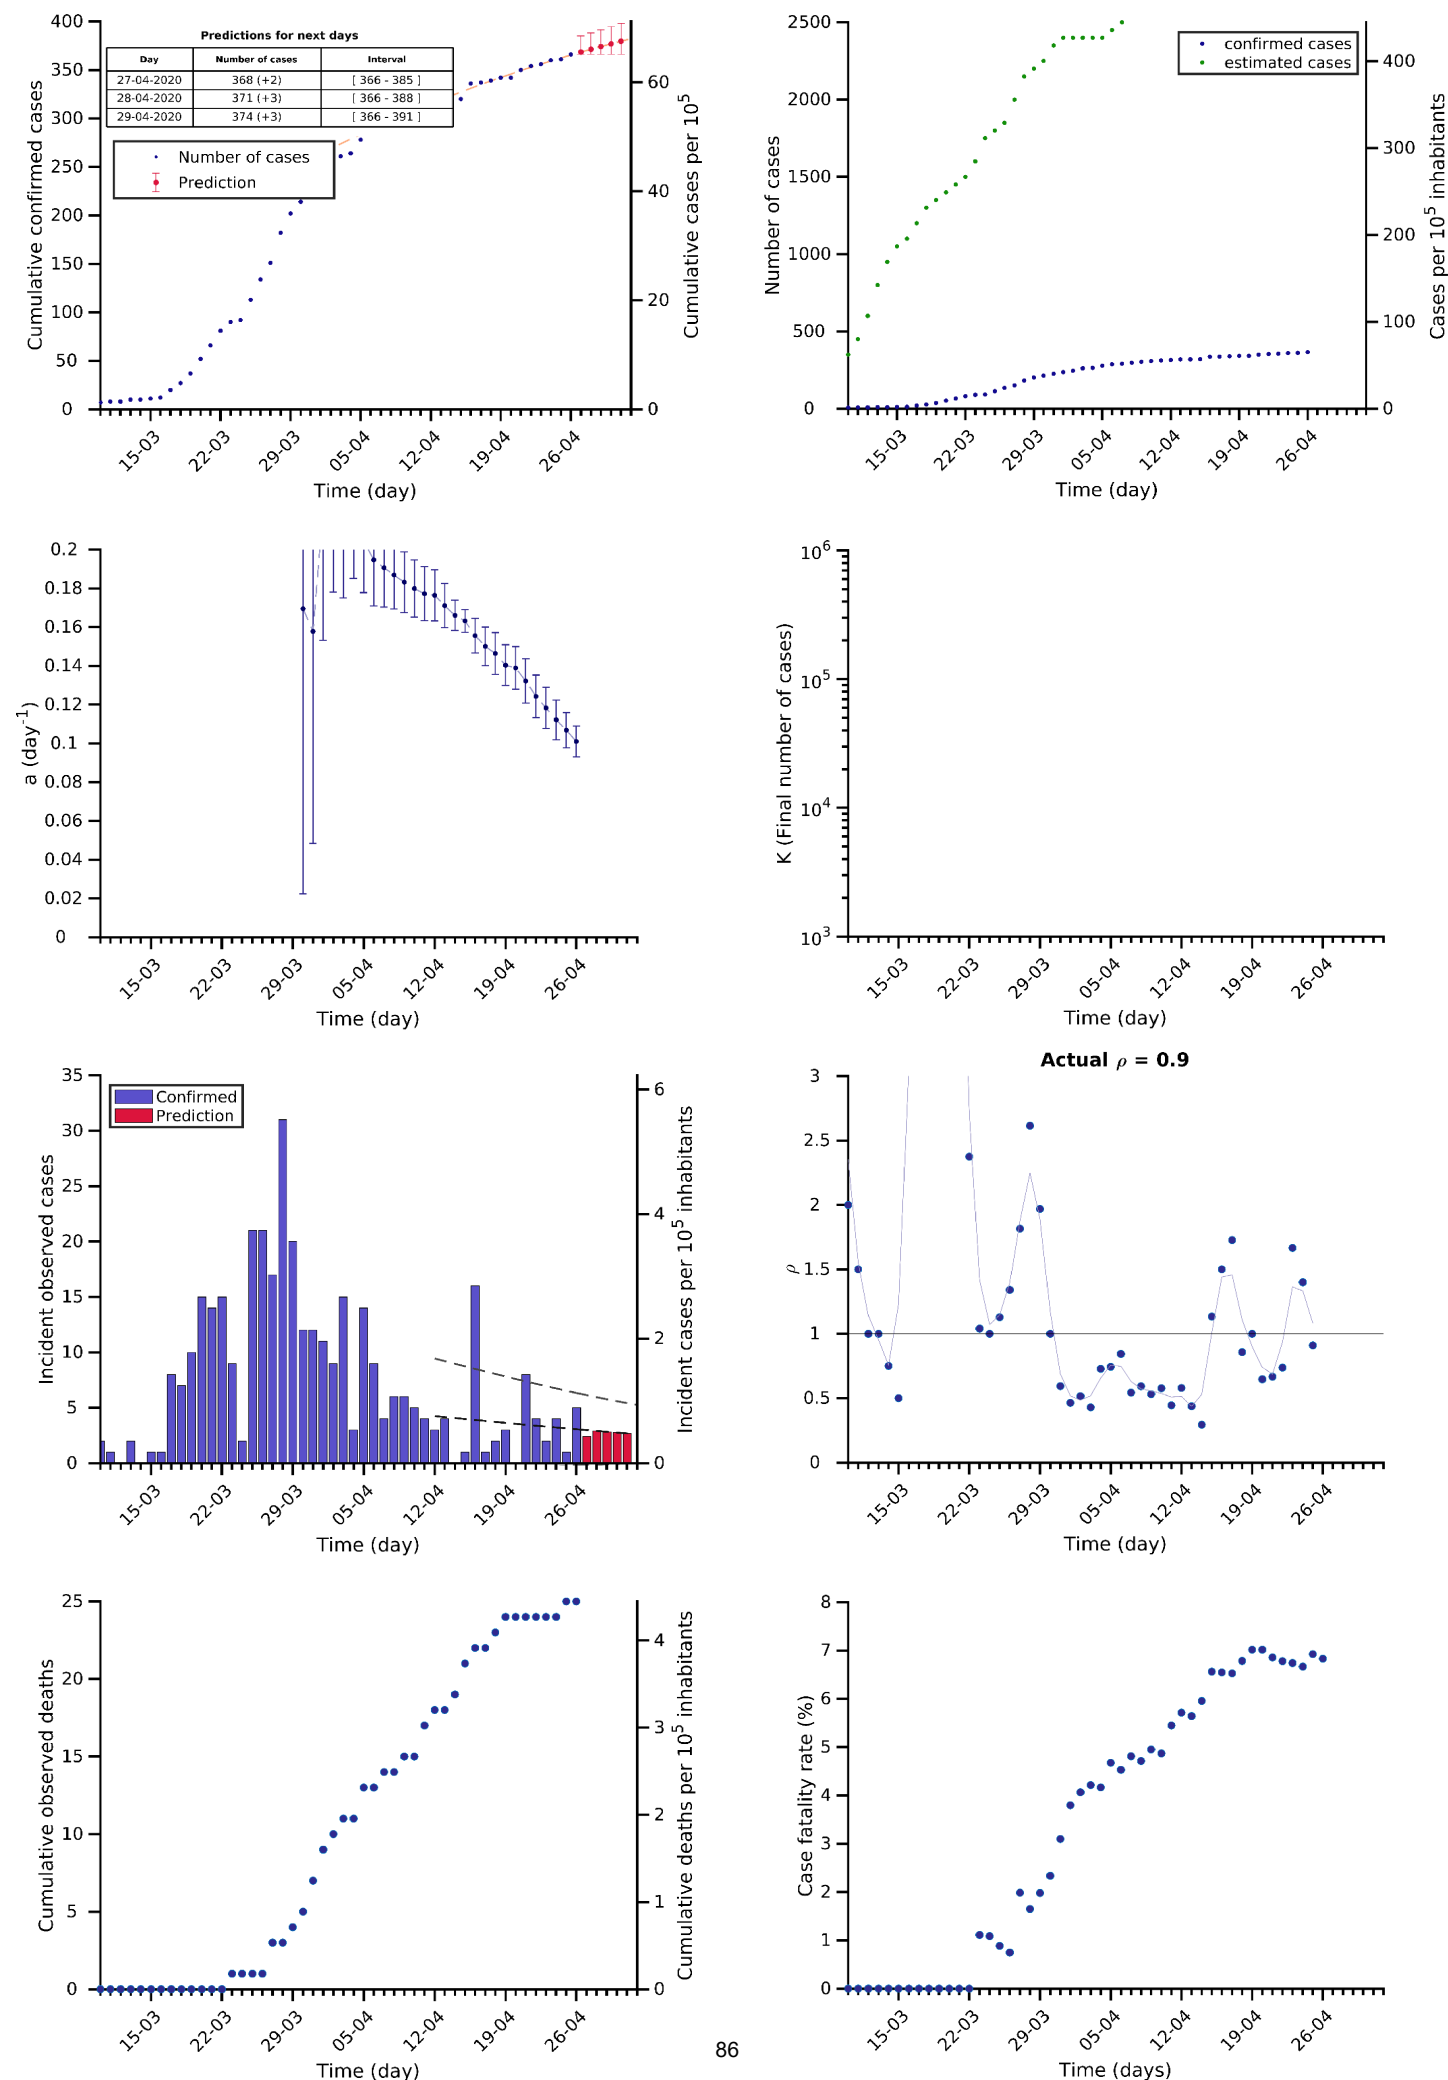 Predictions for next days
Day Number of cases Interval
27-04-2020 368 (+2) [ 366 - 385 ]
28-04-2020 371 (+3) [ 366 - 388 ]
29-04-2020 374 (+3) [ 366 - 391 ]
Number of cases
Prediction
Cumulative confirmed cases
400
350
300
250
200
150
100
50
0
Cumulative cases per 10^5
60
40
20
0
15-03 22-03 29-03 05-04 12-04 19-04 26-04
Time (day)
confirmed cases
estimated cases
Number of cases
2500
2000
1500
1000
500
0
Cases per 10^5 inhabitants
400
300
200
100
0
15-03 22-03 29-03 05-04 12-04 19-04 26-04
Time (day)
a (day^-1)
0.2
0.18
0.16
0.14
0.12
0.1
0.08
0.06
0.04
0.02
0
15-03 22-03 29-03 05-04 12-04 19-04 26-04
Time (day)
K (Final number of cases)
10^6
10^5
10^4
10^3
15-03 22-03 29-03 05-04 12-04 19-04 26-04
Time (day)
Confirmed
Prediction
Incident observed cases
35
30
25
20
15
10
5
0
Incident cases per 10^5 inhabitants
6
4
2
0
15-03 22-03 29-03 05-04 12-04 19-04 26-04
Time (day)
Actual ρ = 0.9
ρ
3
2.5
2
1.5
1
0.5
0
15-03 22-03 29-03 05-04 12-04 19-04 26-04
Time (day)
Cumulative observed deaths
25
20
15
10
5
0
Cumulative deaths per 10^5 inhabitants
4
3
2
1
0
15-03 22-03 29-03 05-04 12-04 19-04 26-04
Time (day)
Case fatality rate (%)
8
7
6
5
4
3
2
1
0
15-03 22-03 29-03 05-04 12-04 19-04 26-04
Time (days)
86